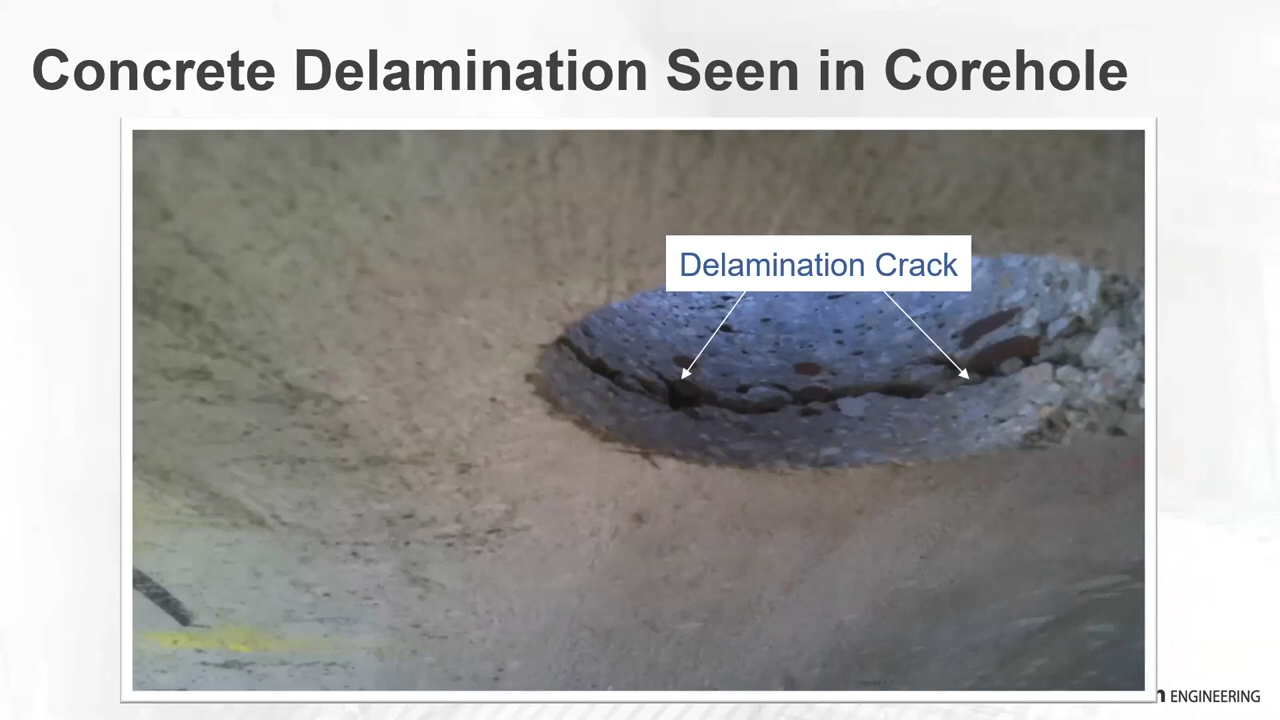 Concrete Delamination Seen in Corehole
Delamination Crack
ENGINEERING